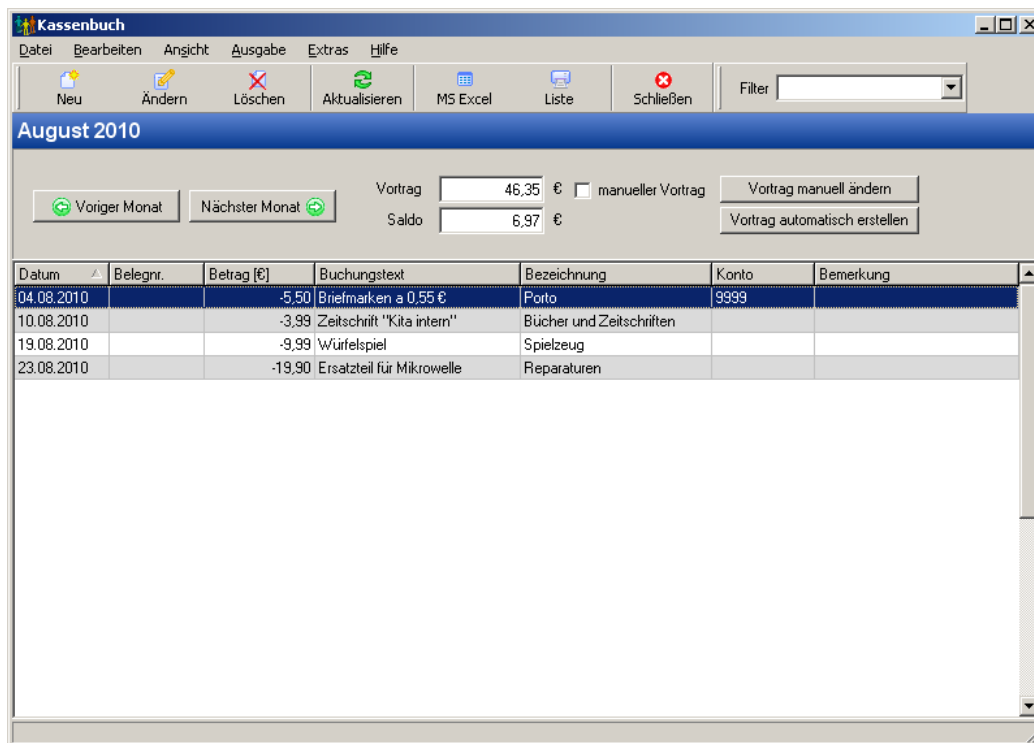 Kassenbuch
Datei Bearbeiten Ansicht Ausgabe Extras Hilfe
Neu Ändern Löschen Aktualisieren MS Excel Liste Schließen Filter
August 2010
Vortrag 46,35 € manueller Vortrag Vortrag manuell ändern
Voriger Monat Nächster Monat
Saldo 6,97 € Vortrag automatisch erstellen
Datum Belegnr. Betrag [€] Buchungstext Bezeichnung Konto Bemerkung
04.08.2010 -5,50 Briefmarken a 0,55 € Porto 9999
10.08.2010 -3,99 Zeitschrift "Kita intern" Bücher und Zeitschriften
19.08.2010 -9,99 Würfelspiel Spielzeug
23.08.2010 -19,90 Ersatzteil für Mikrowelle Reparaturen